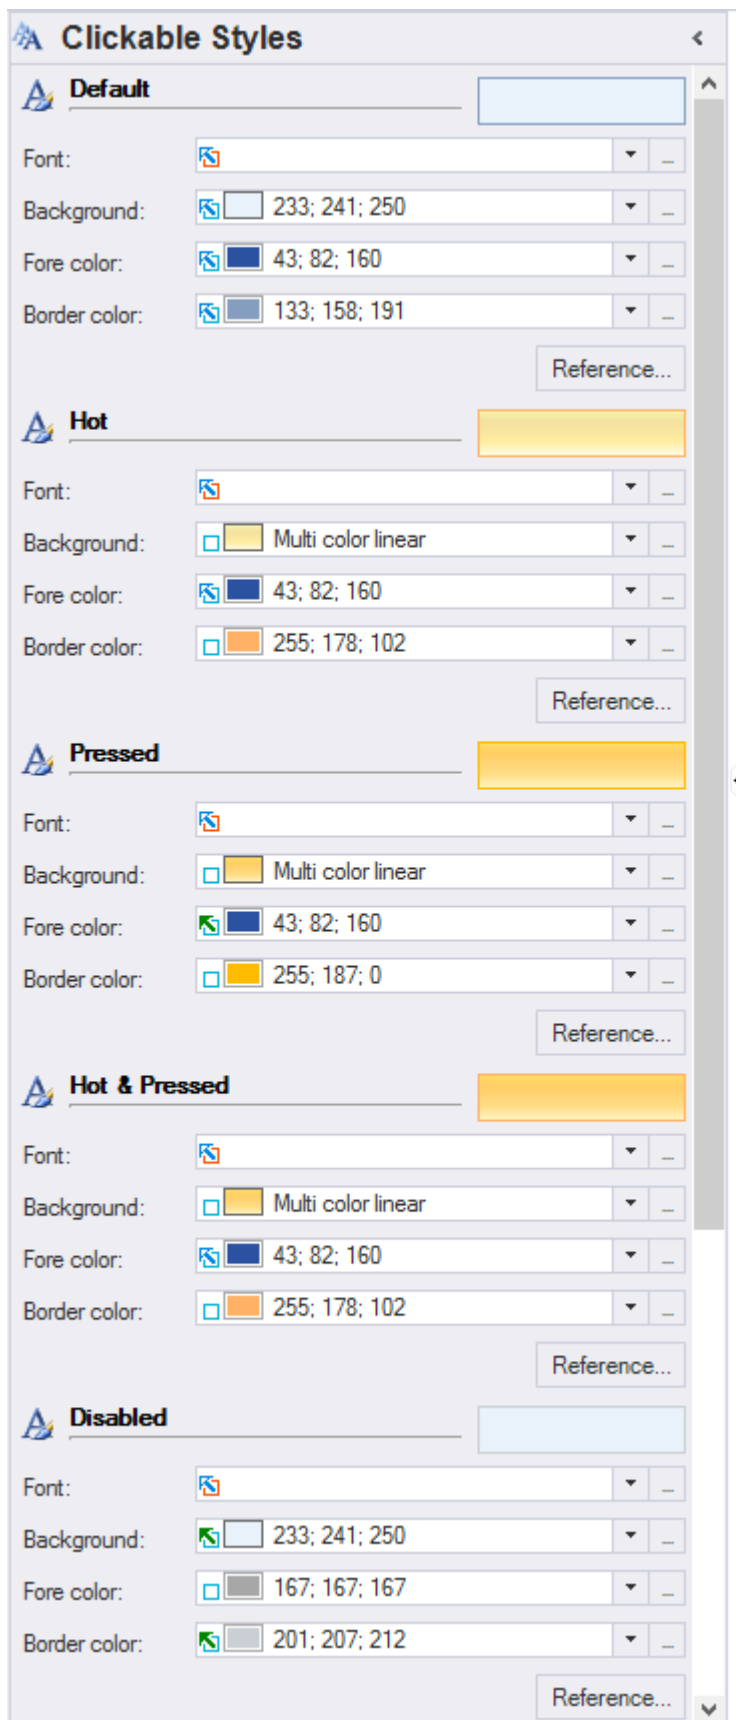 Clickable Styles
Default
Font:
Background: 233; 241; 250
Fore color: 43; 82; 160
Border color: 133; 158; 191
Reference...
Hot
Font:
Background: Multi color linear
Fore color: 43; 82; 160
Border color: 255; 178; 102
Reference...
Pressed
Font:
Background: Multi color linear
Fore color: 43; 82; 160
Border color: 255; 187; 0
Reference...
Hot & Pressed
Font:
Background: Multi color linear
Fore color: 43; 82; 160
Border color: 255; 178; 102
Reference...
Disabled
Font:
Background: 233; 241; 250
Fore color: 167; 167; 167
Border color: 201; 207; 212
Reference...